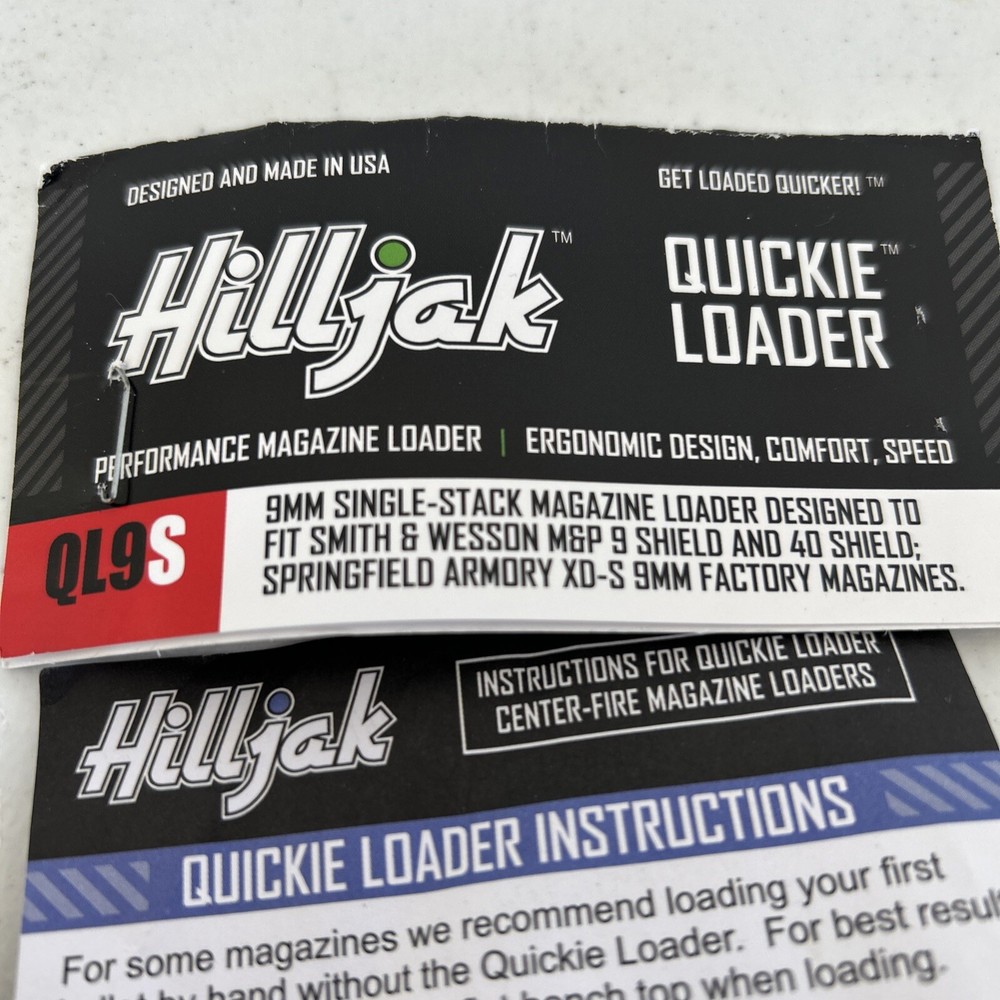 DESIGNED AND MADE IN USA
GET LOADED QUICKER! ™
Hilljak™
QUICKIE™
LOADER
PERFORMANCE MAGAZINE LOADER | ERGONOMIC DESIGN, COMFORT, SPEED
QL9S
9MM SINGLE-STACK MAGAZINE LOADER DESIGNED TO
FIT SMITH & WESSON M&P 9 SHIELD AND 40 SHIELD;
SPRINGFIELD ARMORY XD-S 9MM FACTORY MAGAZINES.
Hilljak
INSTRUCTIONS FOR QUICKIE LOADER
CENTER-FIRE MAGAZINE LOADERS
QUICKIE LOADER INSTRUCTIONS
For some magazines we recommend loading your first
by hand without the Quickie Loader. For best resul
bench top when loading.